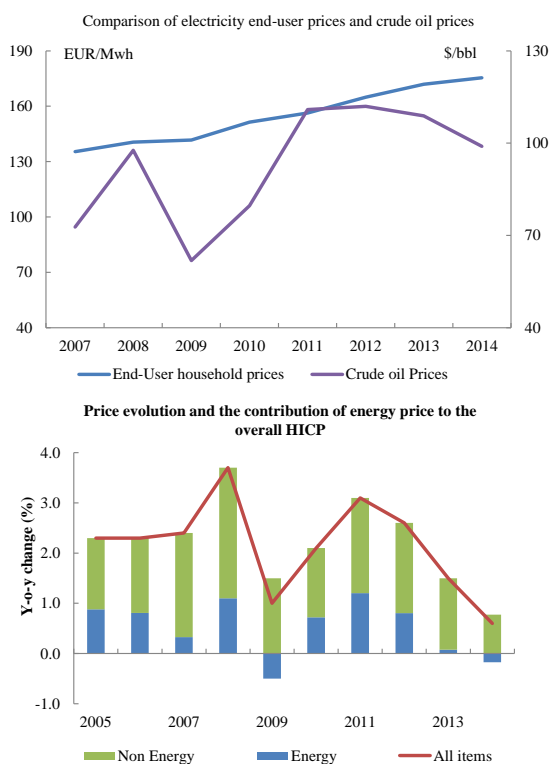 Comparison of electricity end-user prices and crude oil prices
EUR/Mwh
$/bbl
190
160
130
100
70
40
130
100
70
40
2007 2008 2009 2010 2011 2012 2013 2014
End-User household prices Crude oil Prices
Price evolution and the contribution of energy price to the
overall HICP
Y-o-y change (%)
4.0
3.0
2.0
1.0
0.0
-1.0
2005 2007 2009 2011 2013
Non Energy Energy All items